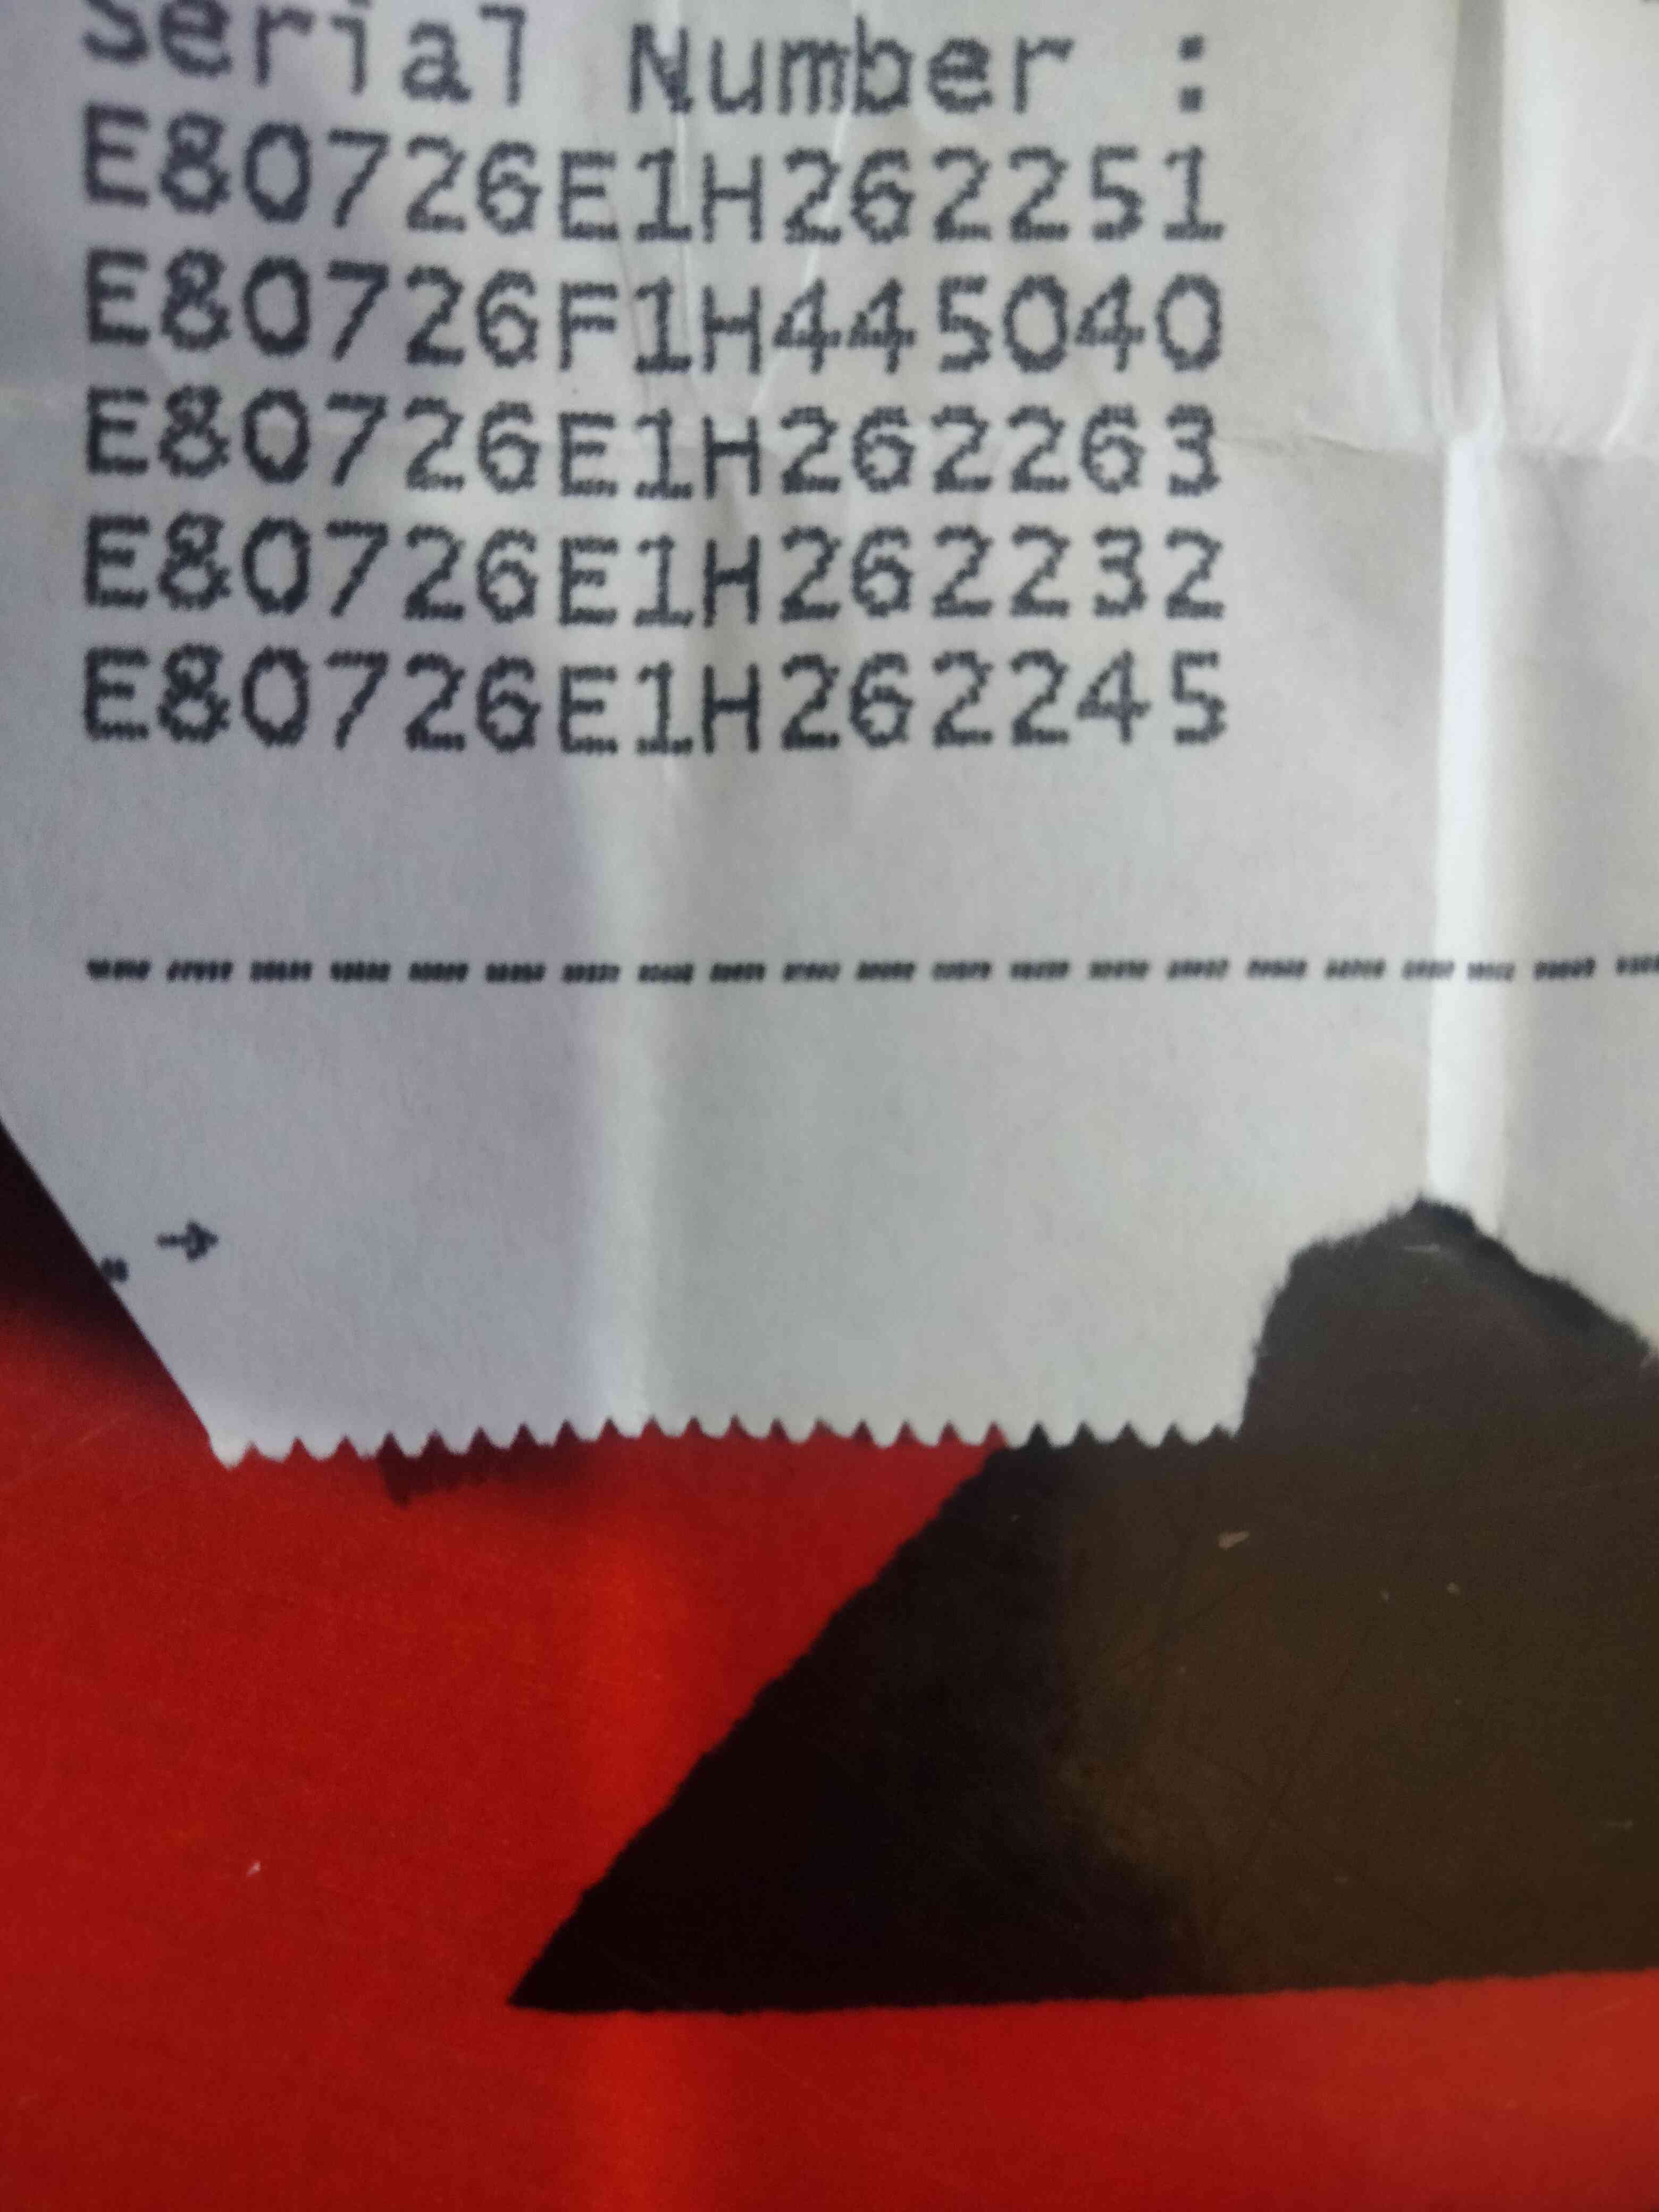 Serial Number :
E80726E1H262251
E80726F1H445040
E80726E1H262263
E80726E1H262232
E80726E1H262245
--------------------
→